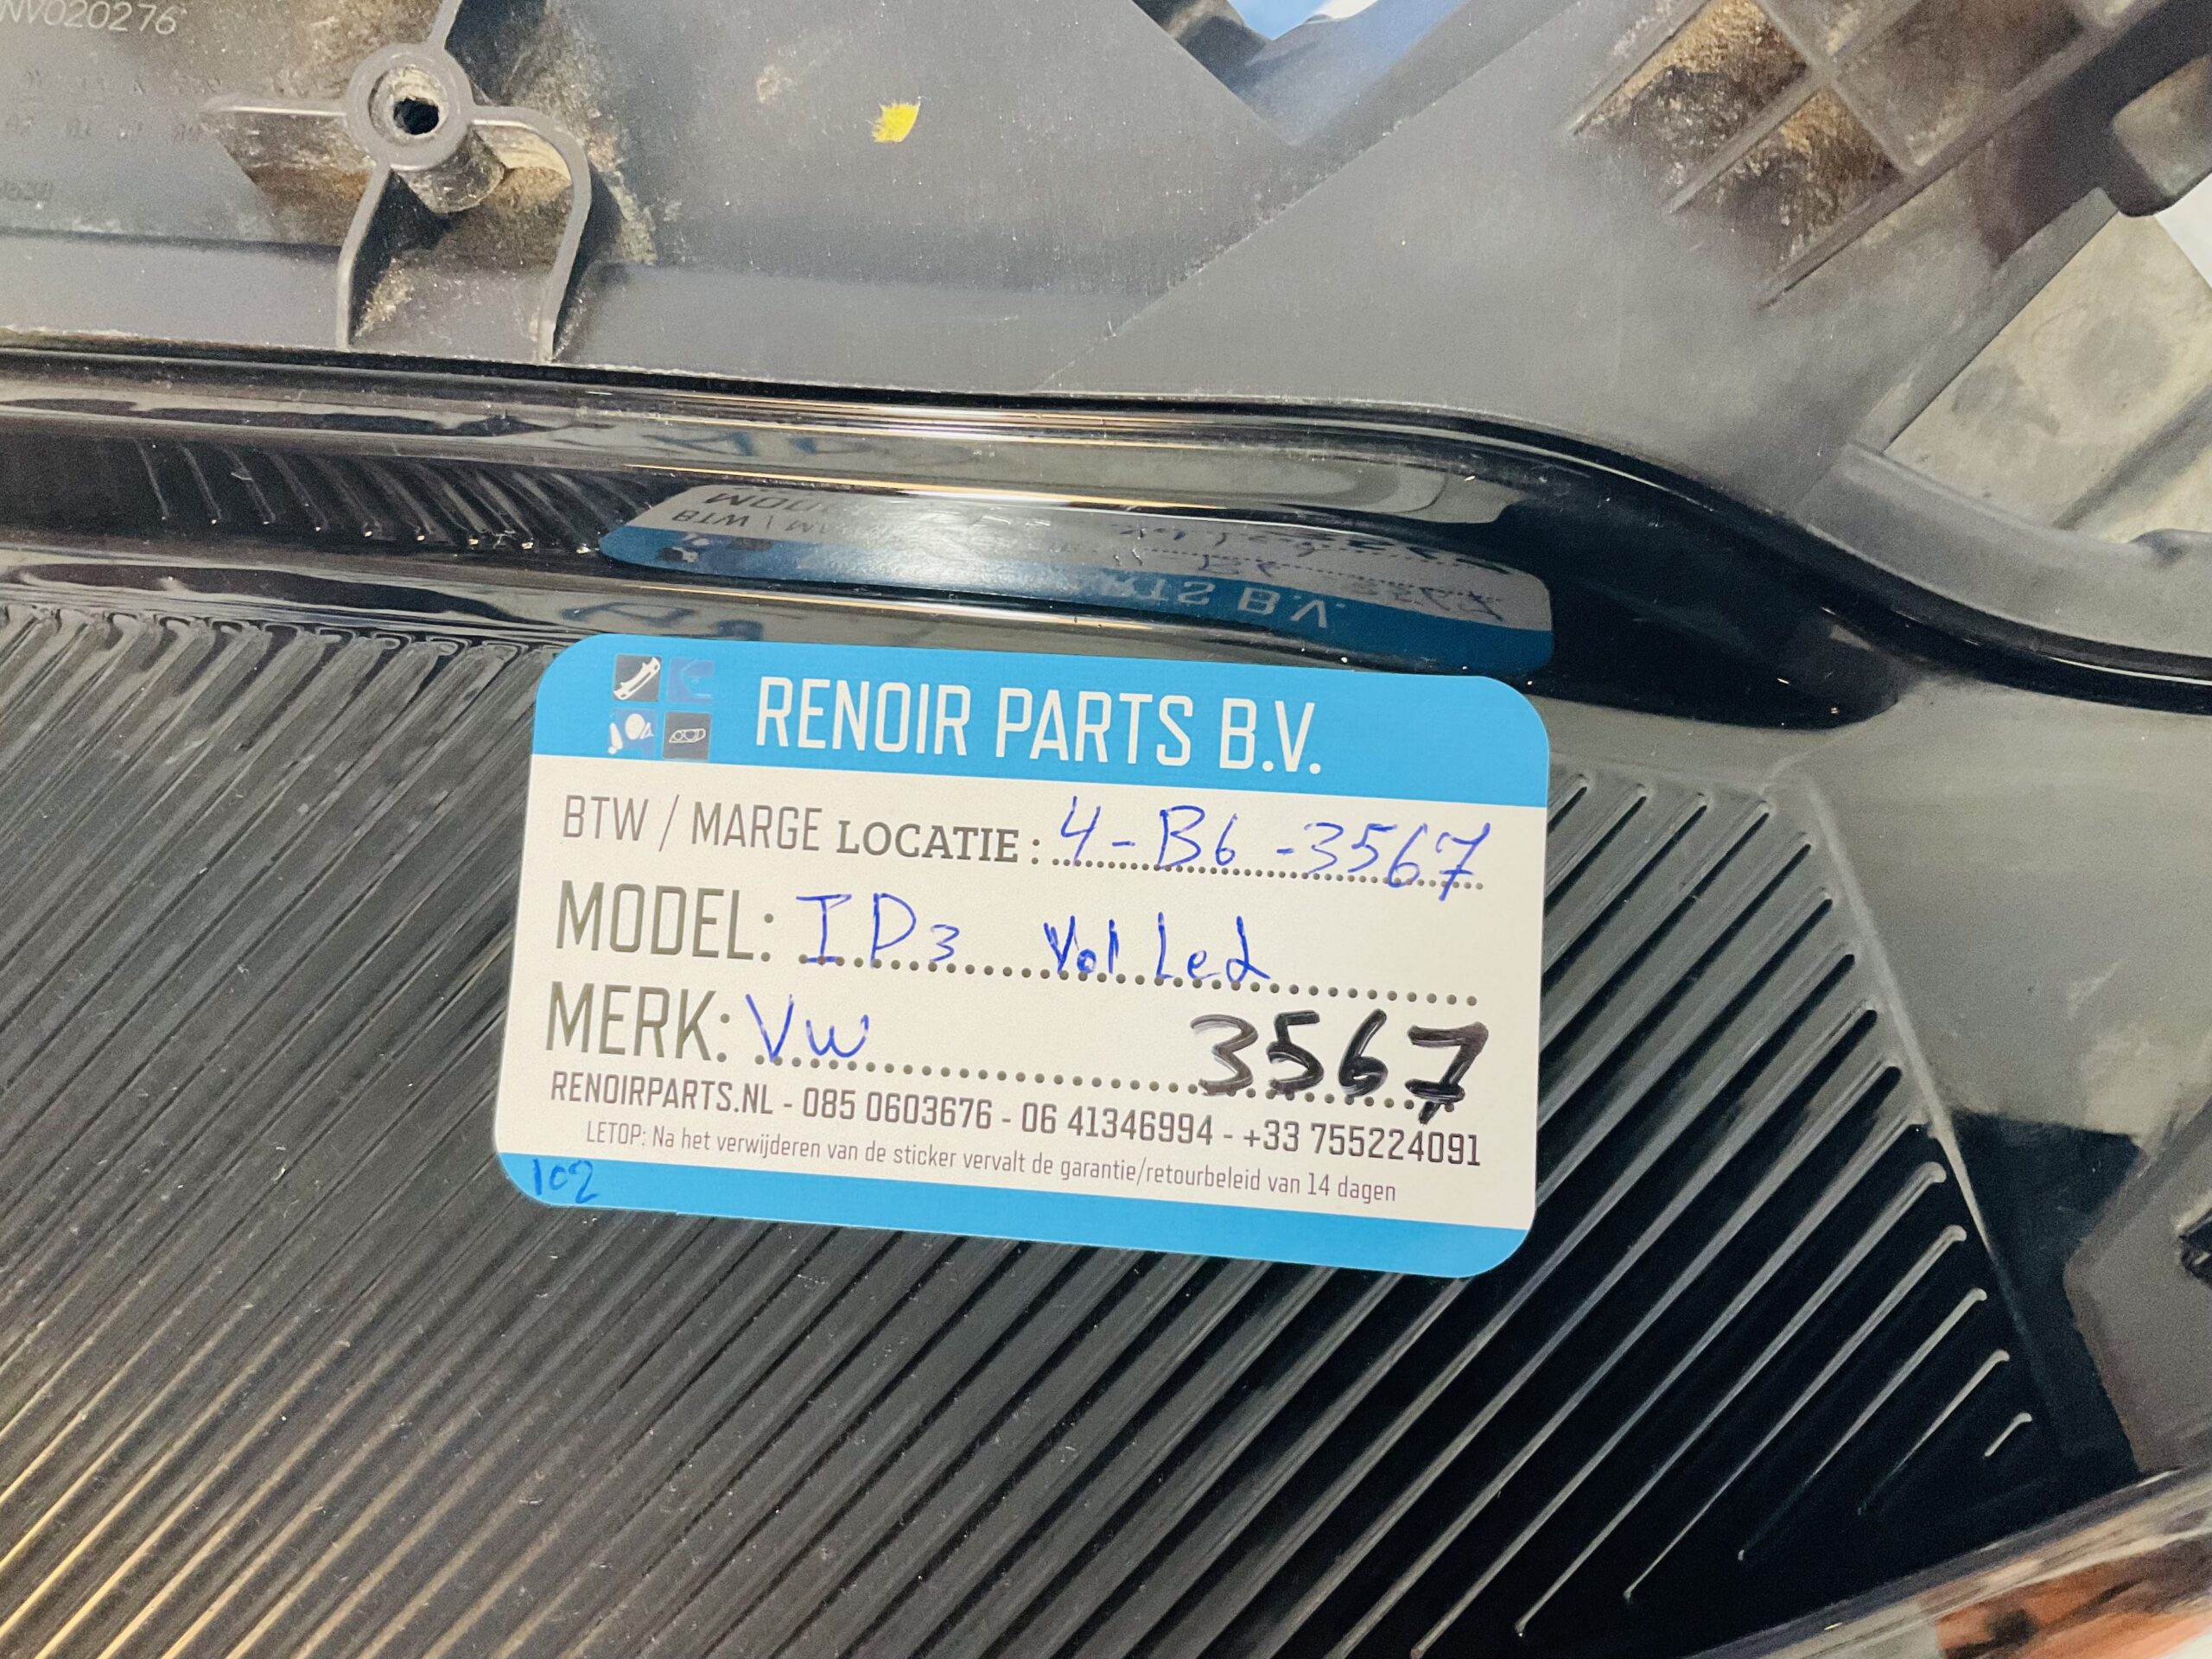 NV020276
RENOIR PARTS B.V.
BTW / MARGE LOCATIE: 4-B6-3567
MODEL: ID3 Vol Led
MERK: VW 3567
RENOIRPARTS.NL - 085 0603676 - 06 41346994 - +33 755224091
LETOP: Na het verwijderen van de sticker vervalt de garantie/retourbeleid van 14 dagen
102